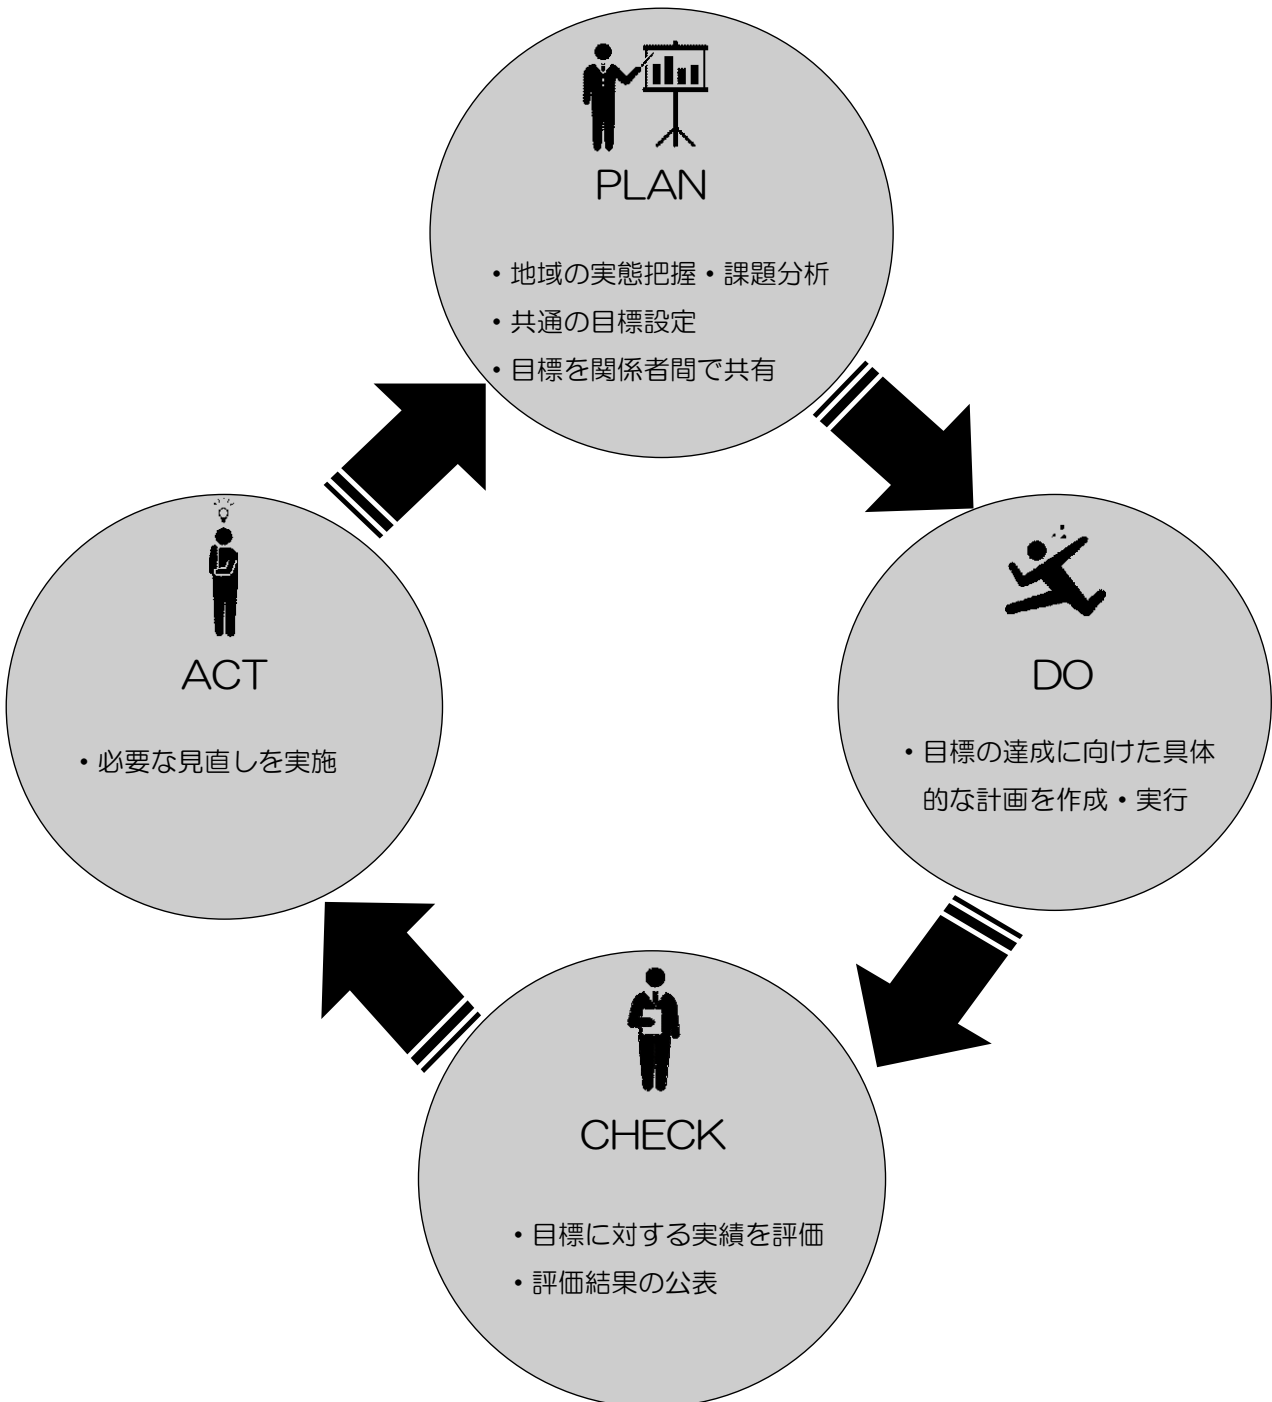 PLAN
・地域の実態把握・課題分析
・共通の目標設定
・目標を関係者間で共有
DO
・目標の達成に向けた具体
的な計画を作成・実行
CHECK
・目標に対する実績を評価
・評価結果の公表
ACT
・必要な見直しを実施